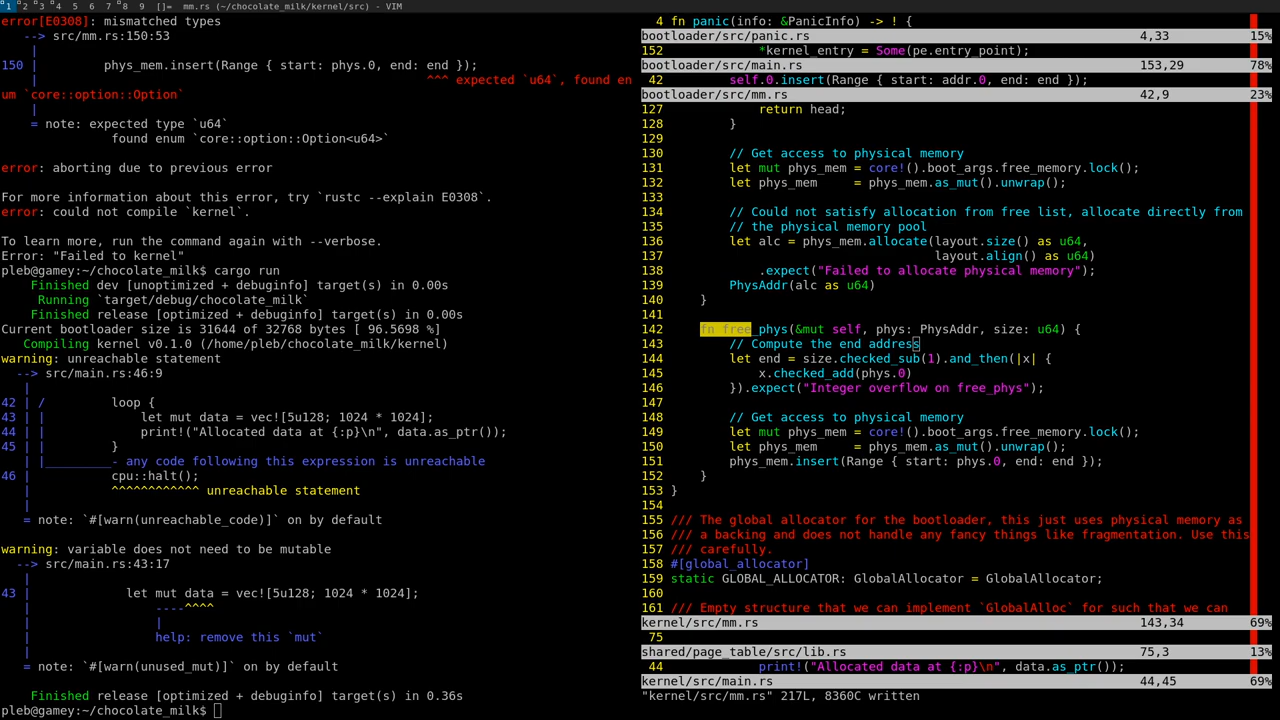 1 2 3 4 5 6 7 8 9 []= mm.rs (~/chocolate_milk/kernel/src) - VIM
error[E0308]: mismatched types
--> src/mm.rs:150:53
|
150 | phys_mem.insert(Range { start: phys.0, end: end });
| ^^^ expected `u64`, found en
um `core::option::Option`
|
= note: expected type `u64`
found enum `core::option::Option<u64>`
error: aborting due to previous error
For more information about this error, try `rustc --explain E0308`.
error: could not compile `kernel`.
To learn more, run the command again with --verbose.
Error: "Failed to kernel"
pleb@gamey:~/chocolate_milk$ cargo run
Finished dev [unoptimized + debuginfo] target(s) in 0.00s
Running `target/debug/chocolate_milk`
Finished release [optimized + debuginfo] target(s) in 0.00s
Current bootloader size is 31644 of 32768 bytes [ 96.5698 %]
Compiling kernel v0.1.0 (/home/pleb/chocolate_milk/kernel)
warning: unreachable statement
--> src/main.rs:46:9
|
42 | / loop {
43 | | let mut data = vec![5u128; 1024 * 1024];
44 | | print!("Allocated data at {:p}\n", data.as_ptr());
45 | | }
| |_________- any code following this expression is unreachable
46 | cpu::halt();
| ^^^^^^^^^^^^ unreachable statement
|
= note: `#[warn(unreachable_code)]` on by default
warning: variable does not need to be mutable
--> src/main.rs:43:17
|
43 | let mut data = vec![5u128; 1024 * 1024];
| ----^^^^
| |
| help: remove this `mut`
|
= note: `#[warn(unused_mut)]` on by default
Finished release [optimized + debuginfo] target(s) in 0.36s
pleb@gamey:~/chocolate_milk$
4 fn panic(info: &PanicInfo) -> ! {
bootloader/src/panic.rs 4,33 15%
152 *kernel_entry = Some(pe.entry_point);
bootloader/src/main.rs 153,29 78%
42 self.0.insert(Range { start: addr.0, end: end });
bootloader/src/mm.rs 42,9 23%
127 return head;
128 }
129
130 // Get access to physical memory
131 let mut phys_mem = core!().boot_args.free_memory.lock();
132 let phys_mem = phys_mem.as_mut().unwrap();
133
134 // Could not satisfy allocation from free list, allocate directly from
135 // the physical memory pool
136 let alc = phys_mem.allocate(layout.size() as u64,
137 layout.align() as u64)
138 .expect("Failed to allocate physical memory");
139 PhysAddr(alc as u64)
140 }
141
142 fn free_phys(&mut self, phys: PhysAddr, size: u64) {
143 // Compute the end address
144 let end = size.checked_sub(1).and_then(|x| {
145 x.checked_add(phys.0)
146 }).expect("Integer overflow on free_phys");
147
148 // Get access to physical memory
149 let mut phys_mem = core!().boot_args.free_memory.lock();
150 let phys_mem = phys_mem.as_mut().unwrap();
151 phys_mem.insert(Range { start: phys.0, end: end });
152 }
153 }
154
155 /// The global allocator for the bootloader, this just uses physical memory as
156 /// a backing and does not handle any fancy things like fragmentation. Use this
157 /// carefully.
158 #[global_allocator]
159 static GLOBAL_ALLOCATOR: GlobalAllocator = GlobalAllocator;
160
161 /// Empty structure that we can implement `GlobalAlloc` for such that we can
kernel/src/mm.rs 143,34 69%
75
shared/page_table/src/lib.rs 75,3 13%
44 print!("Allocated data at {:p}\n", data.as_ptr());
kernel/src/main.rs 44,45 69%
"kernel/src/mm.rs" 217L, 8360C written